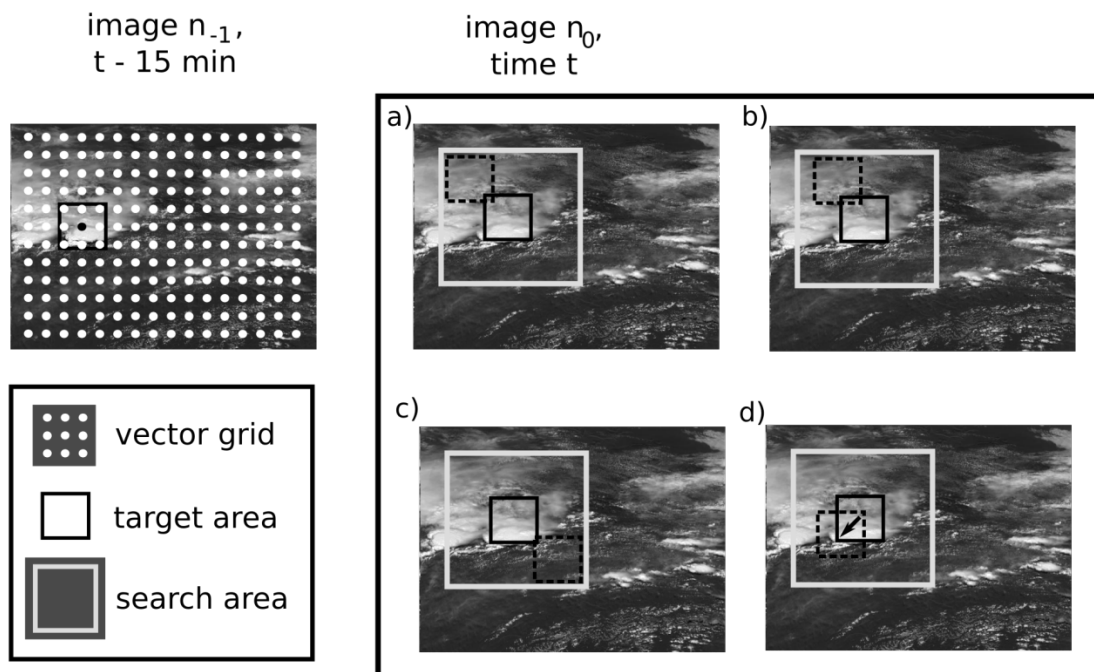 image n₋₁,
t - 15 min
image n₀,
time t
a)
b)
c)
d)
vector grid
target area
search area